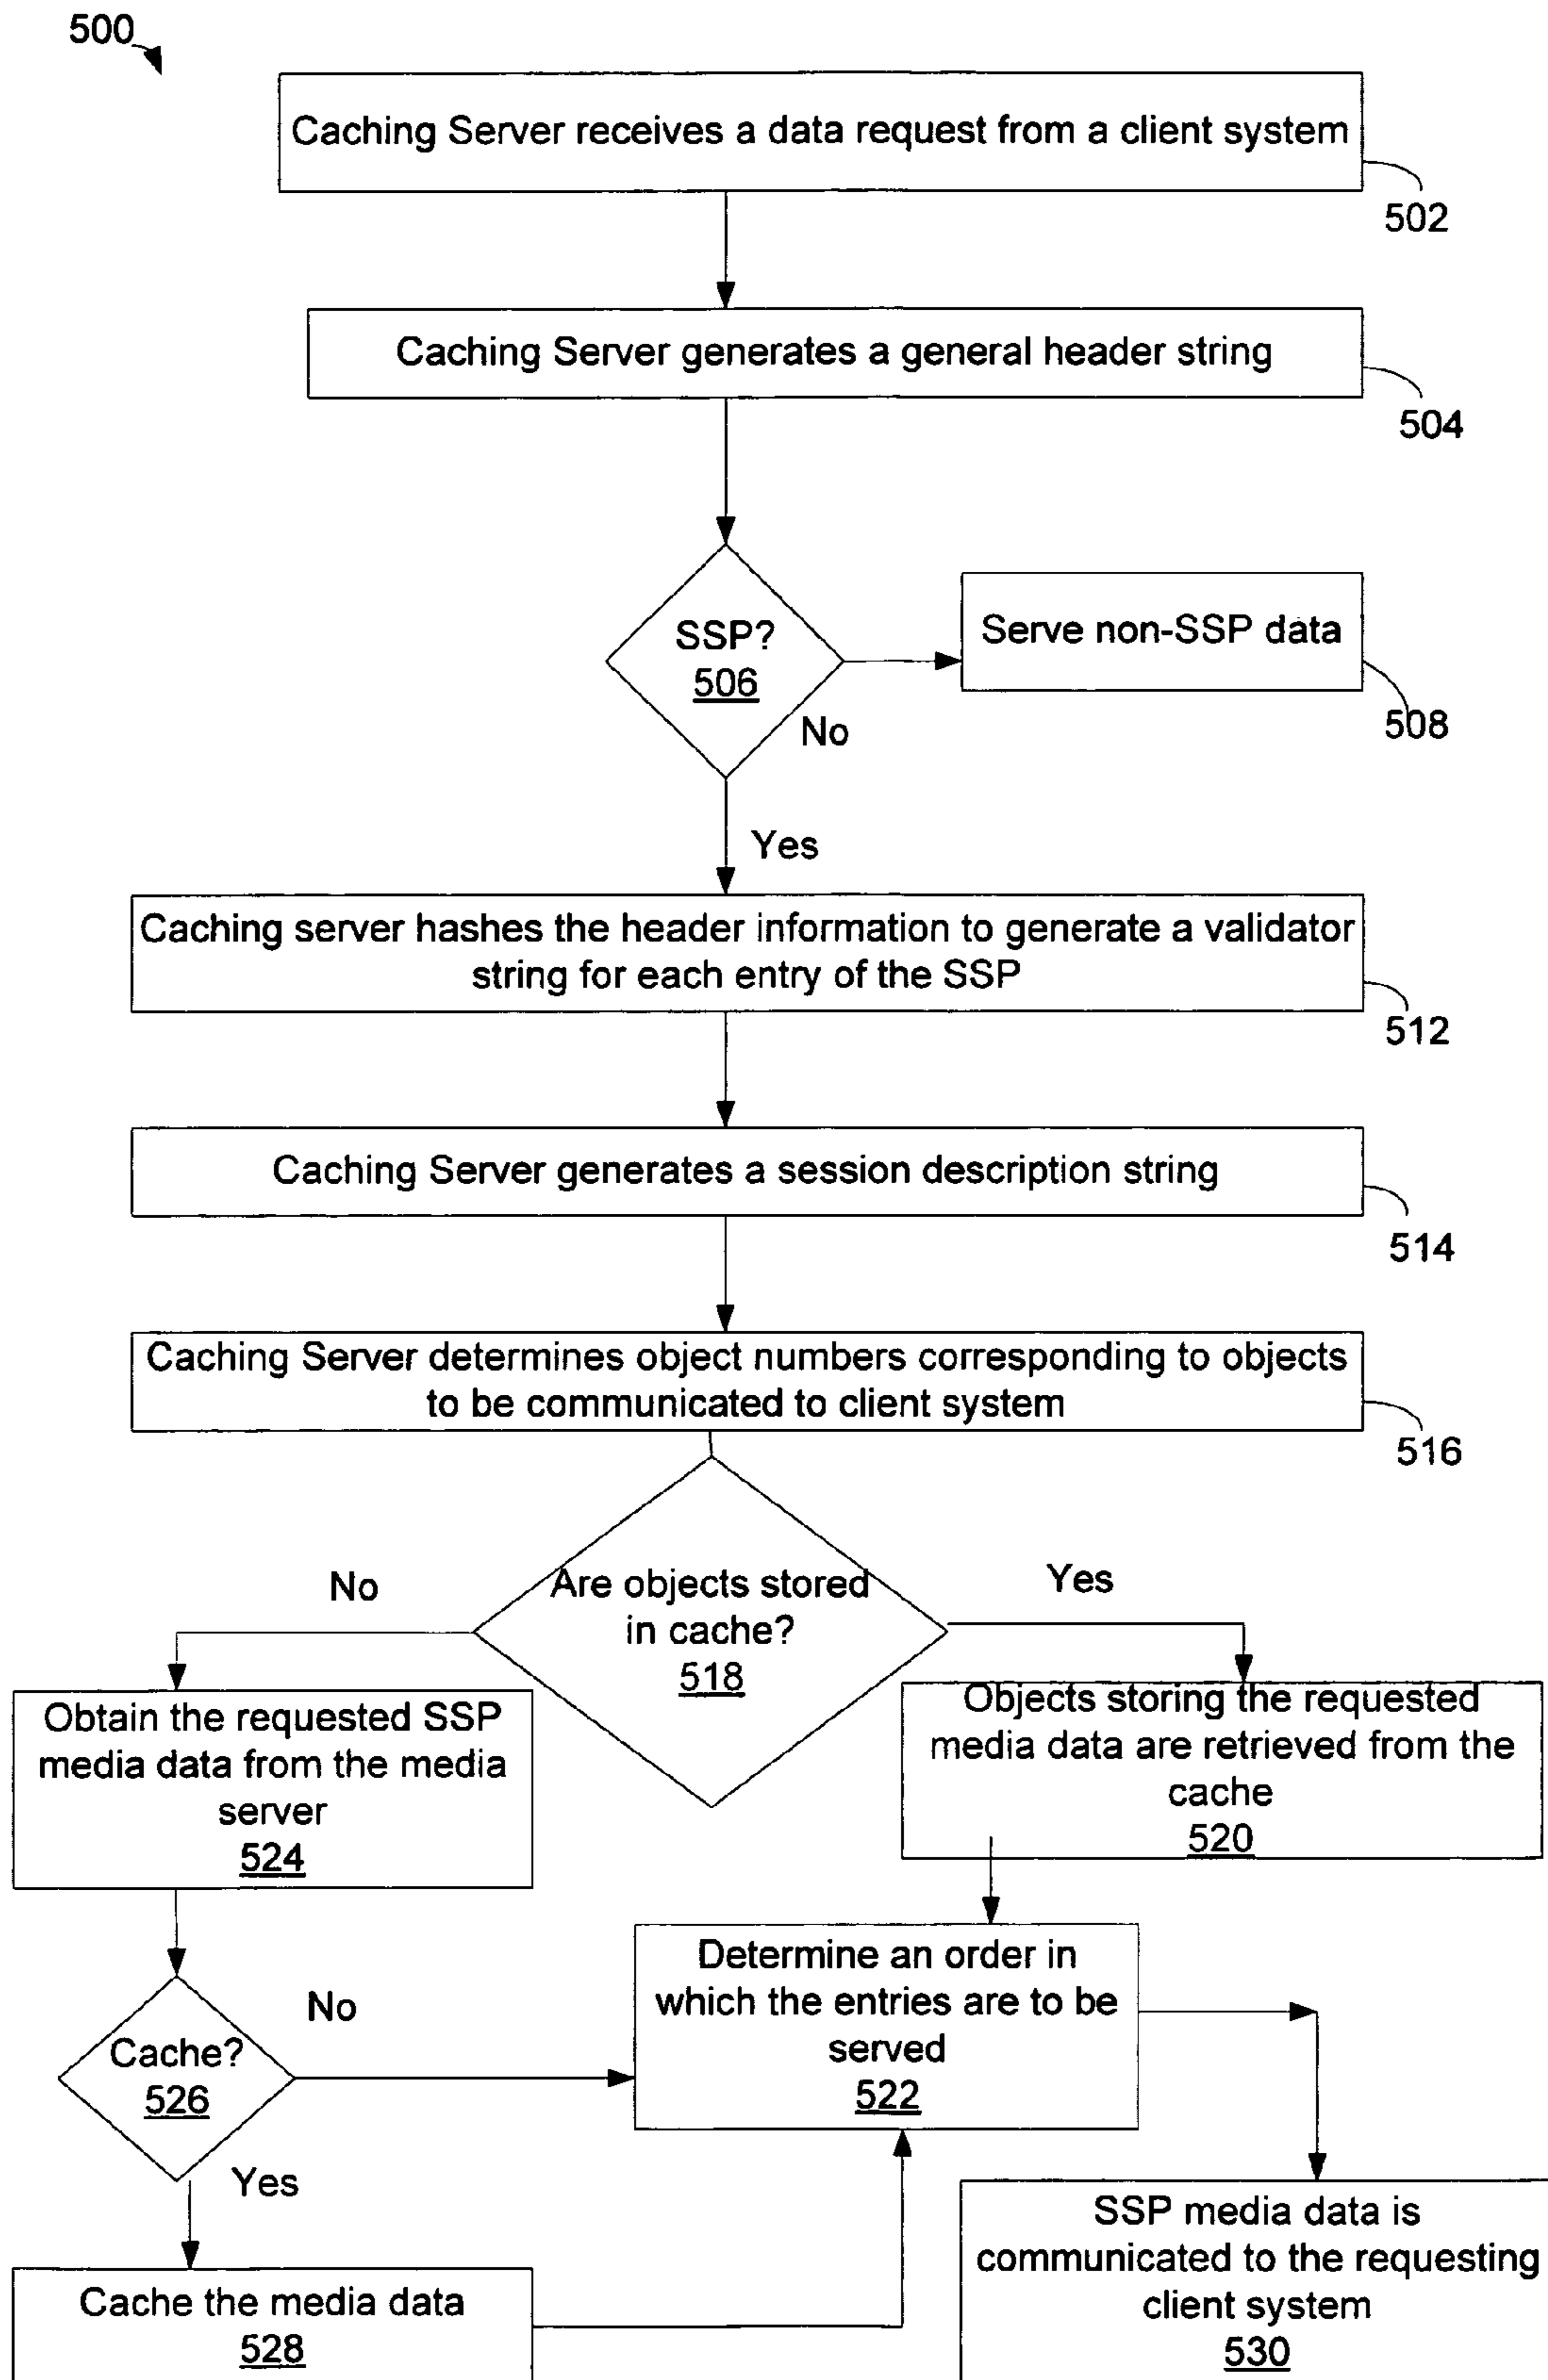 500
Caching Server receives a data request from a client system
502
Caching Server generates a general header string
504
SSP?
506
Serve non-SSP data
508
No
Yes
Caching server hashes the header information to generate a validator
string for each entry of the SSP
512
Caching Server generates a session description string
514
Caching Server determines object numbers corresponding to objects
to be communicated to client system
516
Are objects stored
in cache?
518
No
Yes
Obtain the requested SSP
media data from the media
server
524
Objects storing the requested
media data are retrieved from the
cache
520
Determine an order in
which the entries are to be
served
522
Cache?
526
No
Yes
Cache the media data
528
SSP media data is
communicated to the requesting
client system
530